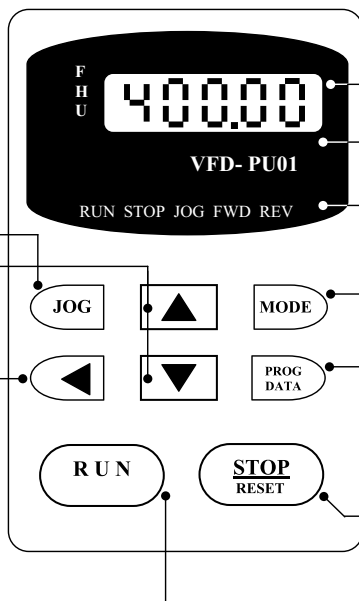 F
H
U
400.00
VFD- PU01
RUN STOP JOG FWD REV
JOG
MODE
PROG
DATA
RUN
STOP
RESET